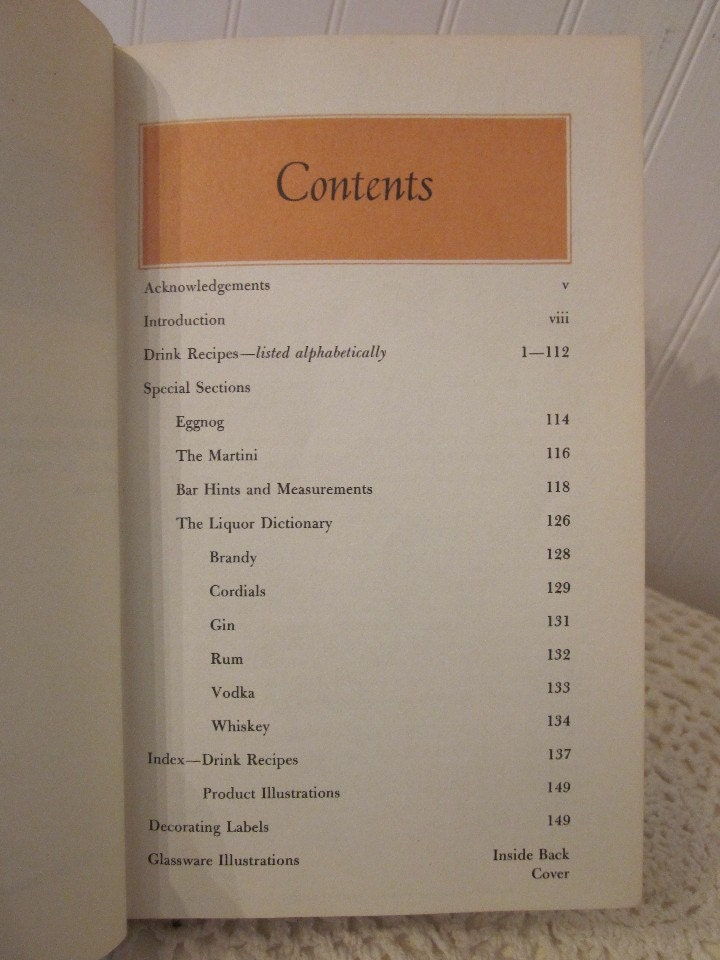 Contents
Acknowledgements v
Introduction viii
Drink Recipes—listed alphabetically 1—112
Special Sections
Eggnog 114
The Martini 116
Bar Hints and Measurements 118
The Liquor Dictionary 126
Brandy 128
Cordials 129
Gin 131
Rum 132
Vodka 133
Whiskey 134
Index—Drink Recipes 137
Product Illustrations 149
Decorating Labels 149
Glassware Illustrations Inside Back
Cover